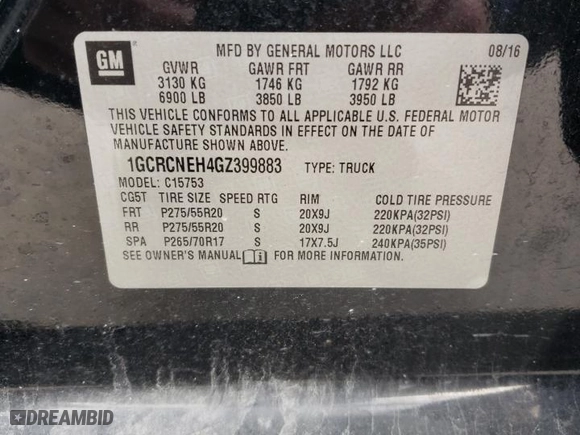 GM
MFD BY GENERAL MOTORS LLC 08/16
GVWR GAWR FRT GAWR RR
3130 KG 1746 KG 1792 KG
6900 LB 3850 LB 3950 LB
THIS VEHICLE CONFORMS TO ALL APPLICABLE U.S. FEDERAL MOTOR
VEHICLE SAFETY STANDARDS IN EFFECT ON THE DATE OF
MANUFACTURE SHOWN ABOVE.
1GCRCNEH4GZ399883 TYPE: TRUCK
MODEL: C15753
CG5T TIRE SIZE SPEED RTG RIM COLD TIRE PRESSURE
FRT P275/55R20 S 20X9J 220KPA(32PSI)
RR P275/55R20 S 20X9J 220KPA(32PSI)
SPA P265/70R17 S 17X7.5J 240KPA(35PSI)
SEE OWNER'S MANUAL FOR MORE INFORMATION.
DREAMBID